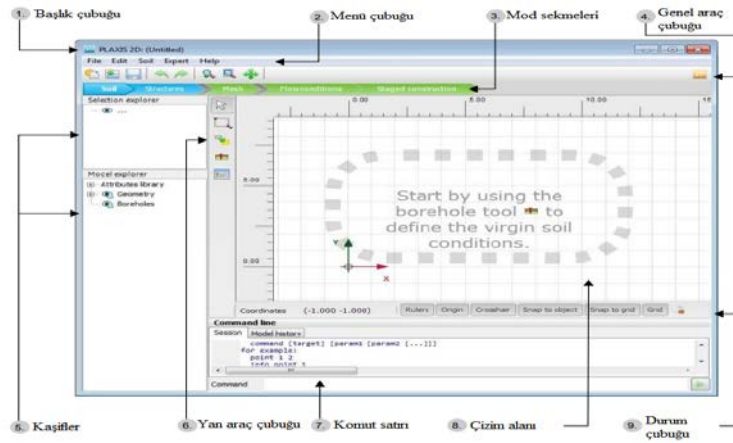 1. Başlık çubuğu
2. Menü çubuğu
3. Mod sekmeleri
4. Genel araç
çubuğu
PLAXIS 2D: (Untitled)
File Edit Soil Expert Help
Soil Structures Mesh Flow conditions Staged construction
Selection explorer
...
0.00 5.00 10.00 15
Model explorer
Attributes library
Geometry
Boreholes
5.00
Start by using the
borehole tool to
define the virgin soil
conditions.
Y
0.00
X
Coordinates (-1.000 -1.000) Rulers Origin Crosshair Snap to object Snap to grid Grid
Command line
Session Model history
command [target] [param1 [param2 [...]]]
for example:
point 1 2
info point_1
Command
5. Kaşifler
6. Yan araç çubuğu
7. Komut satırı
8. Çizim alanı
9. Durum
çubuğu